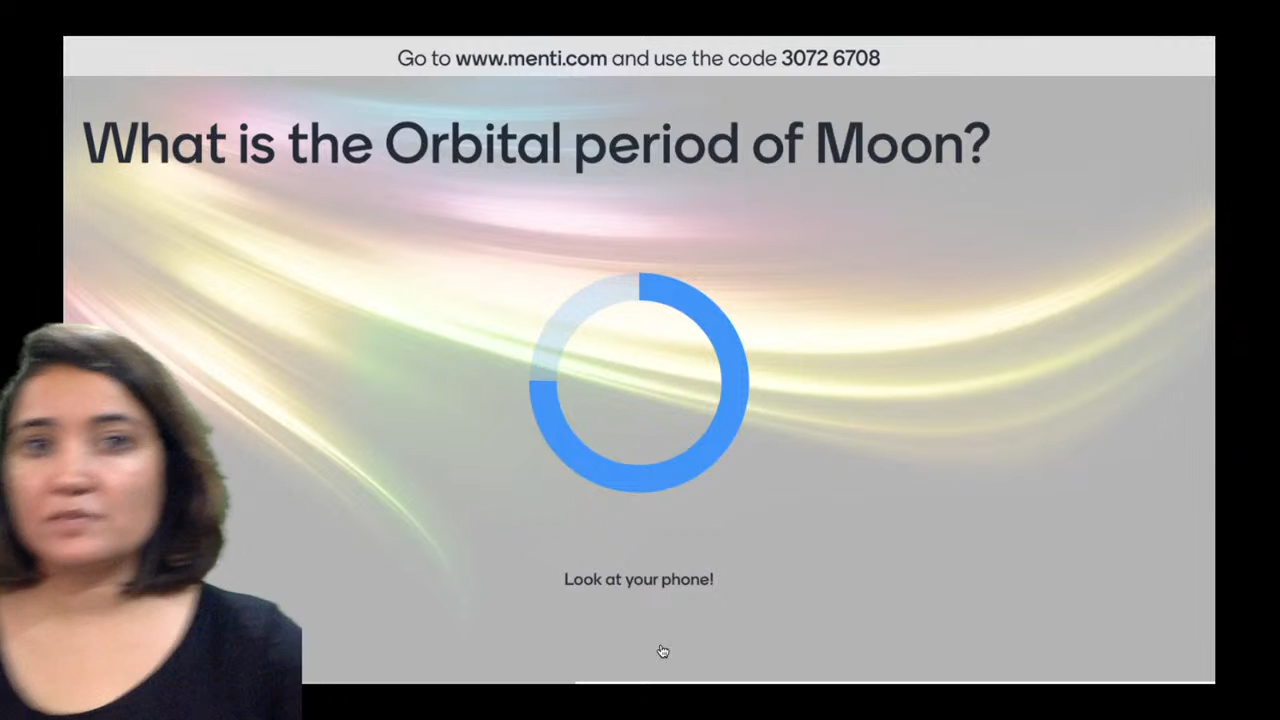 Go to www.menti.com and use the code 3072 6708
What is the Orbital period of Moon?
Look at your phone!